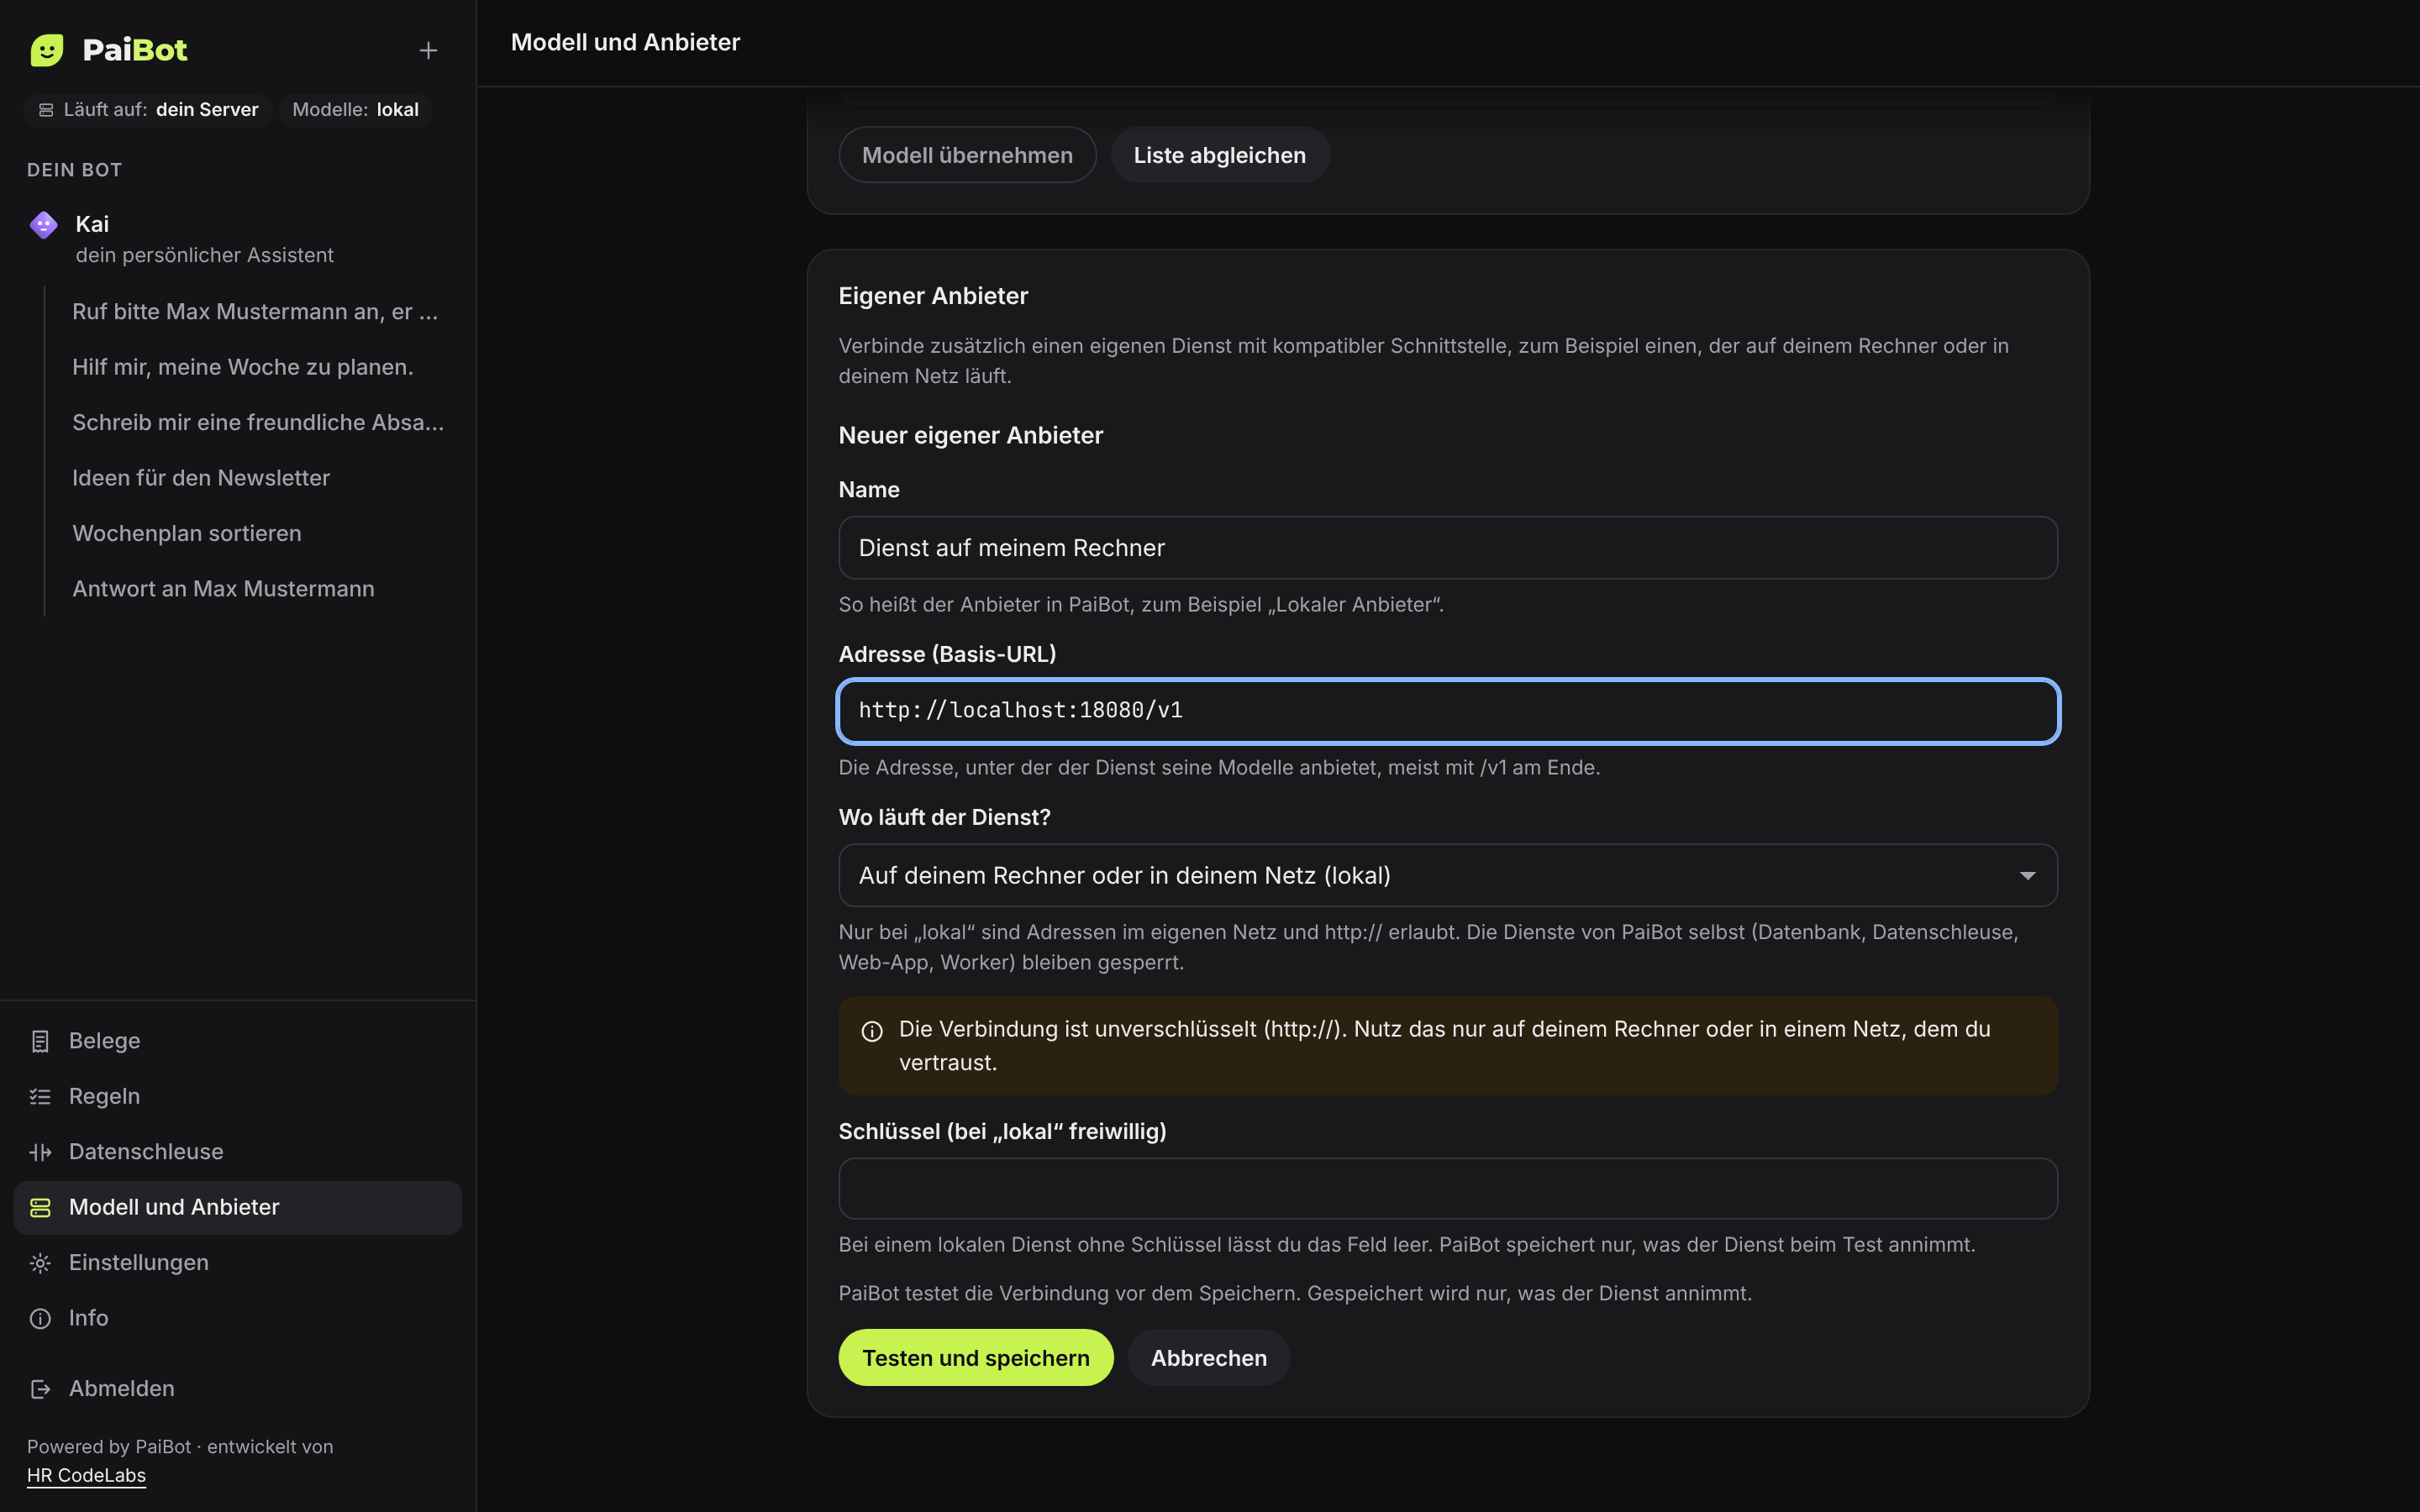 PaiBot
Läuft auf: dein Server
Modelle: lokal
DEIN BOT
Kai
dein persönlicher Assistent
Ruf bitte Max Mustermann an, er ...
Hilf mir, meine Woche zu planen.
Schreib mir eine freundliche Absa...
Ideen für den Newsletter
Wochenplan sortieren
Antwort an Max Mustermann
Belege
Regeln
Datenschleuse
Modell und Anbieter
Einstellungen
Info
Abmelden
Powered by PaiBot · entwickelt von
HR CodeLabs
Modell und Anbieter
Modell übernehmen
Liste abgleichen
Eigener Anbieter
Verbinde zusätzlich einen eigenen Dienst mit kompatibler Schnittstelle, zum Beispiel einen, der auf deinem Rechner oder in
deinem Netz läuft.
Neuer eigener Anbieter
Name
Dienst auf meinem Rechner
So heißt der Anbieter in PaiBot, zum Beispiel „Lokaler Anbieter“.
Adresse (Basis-URL)
http://localhost:18080/v1
Die Adresse, unter der der Dienst seine Modelle anbietet, meist mit /v1 am Ende.
Wo läuft der Dienst?
Auf deinem Rechner oder in deinem Netz (lokal)
Nur bei „lokal“ sind Adressen im eigenen Netz und http:// erlaubt. Die Dienste von PaiBot selbst (Datenbank, Datenschleuse,
Web-App, Worker) bleiben gesperrt.
Die Verbindung ist unverschlüsselt (http://). Nutz das nur auf deinem Rechner oder in einem Netz, dem du
vertraust.
Schlüssel (bei „lokal“ freiwillig)
Bei einem lokalen Dienst ohne Schlüssel lässt du das Feld leer. PaiBot speichert nur, was der Dienst beim Test annimmt.
PaiBot testet die Verbindung vor dem Speichern. Gespeichert wird nur, was der Dienst annimmt.
Testen und speichern
Abbrechen